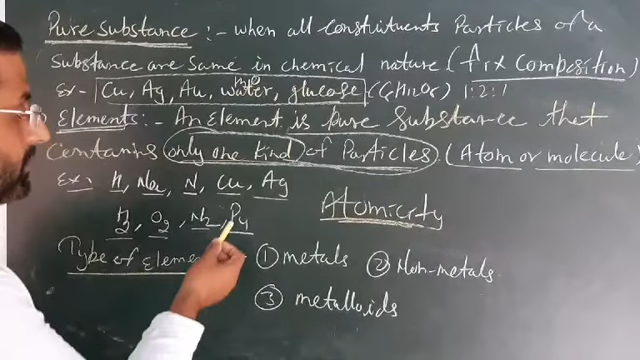 Pure Substance :- when all constituents Particles of a
substance are same in chemical nature (fix composition)
Ex- Cu, Ag, Au, water, glucose (C6H12O6) 1:2:1
Elements :- An Element is pure Substance that
contains only one kind of Particles (Atom or molecule)
Ex:- H, Na, N, Cu, Ag
H2, O2, N2, P4 Atomicity
Type of Elem ① metals ② Non-metals
③ metalloids